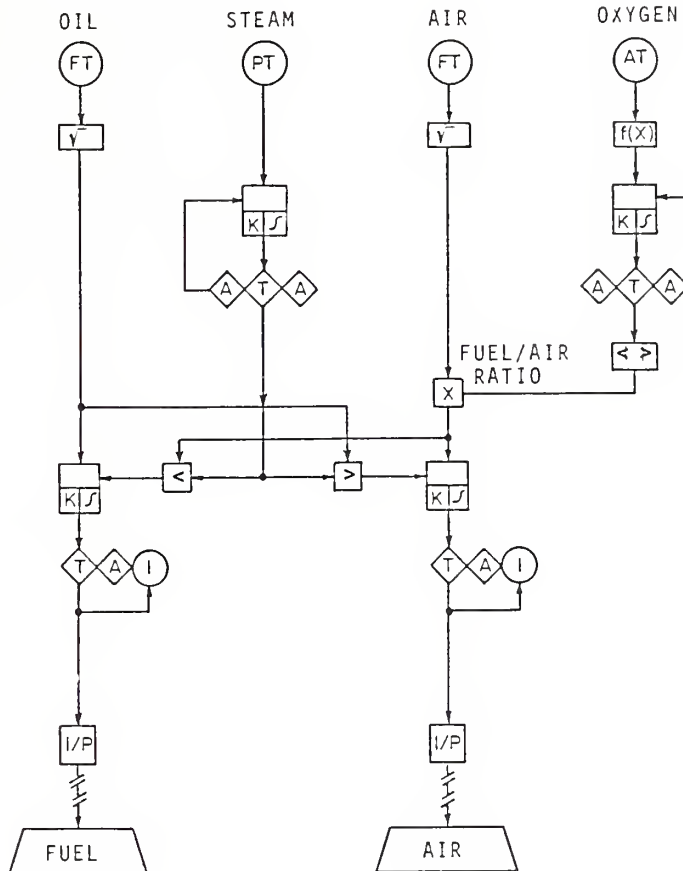 OIL STEAM AIR OXYGEN
FT PT FT AT
√‾ √‾ f(X)
K ∫ K ∫
A T A A T A
< >
FUEL/AIR
RATIO
X
< >
K ∫ K ∫
T A I T A I
I/P I/P
FUEL AIR